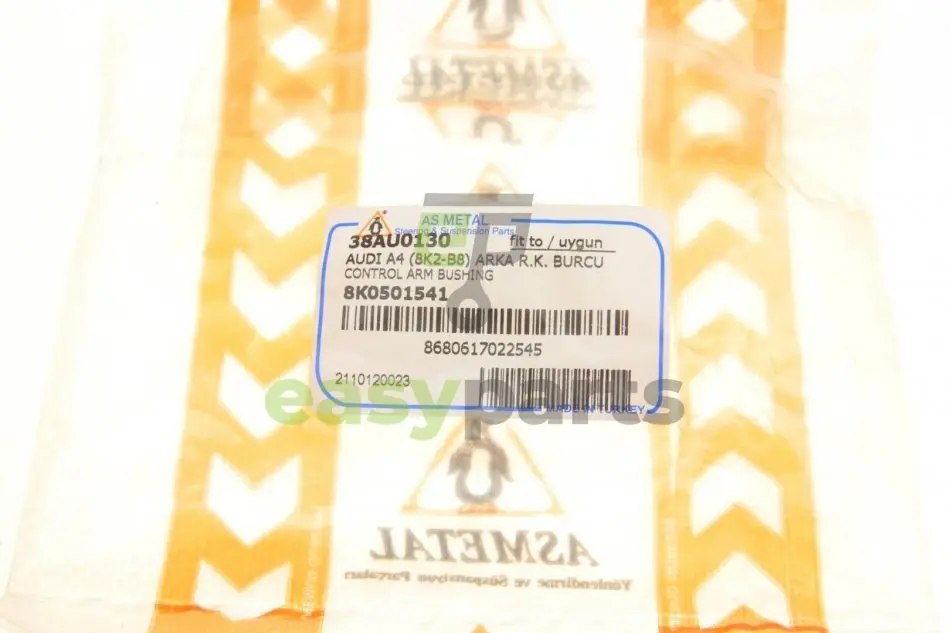 AS METAL
Steering & Suspension Parts
38AU0130 fit to / uygun
AUDI A4 (8K2-B8) ARKA R.K. BURCU
CONTROL ARM BUSHING
8K0501541
8680617022545
2110120023
MADE IN TURKEY
easyparts
ASMETAL
ASMETAL
Yönlendirme ve Süspansiyon Parçaları